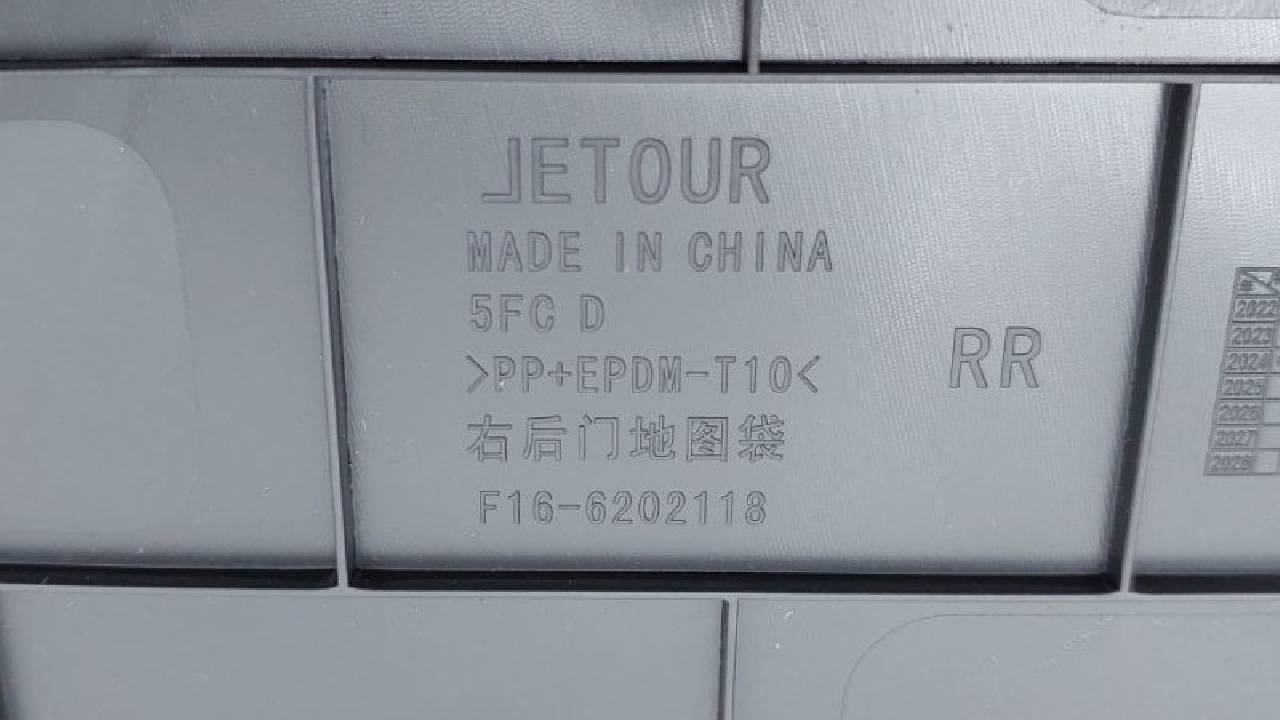 JETOUR
MADE IN CHINA
5FC D
>PP+EPDM-T10<
右后门地图袋
F16-6202118
RR
年
2022
2023
2024
2025
2026
2027
2028